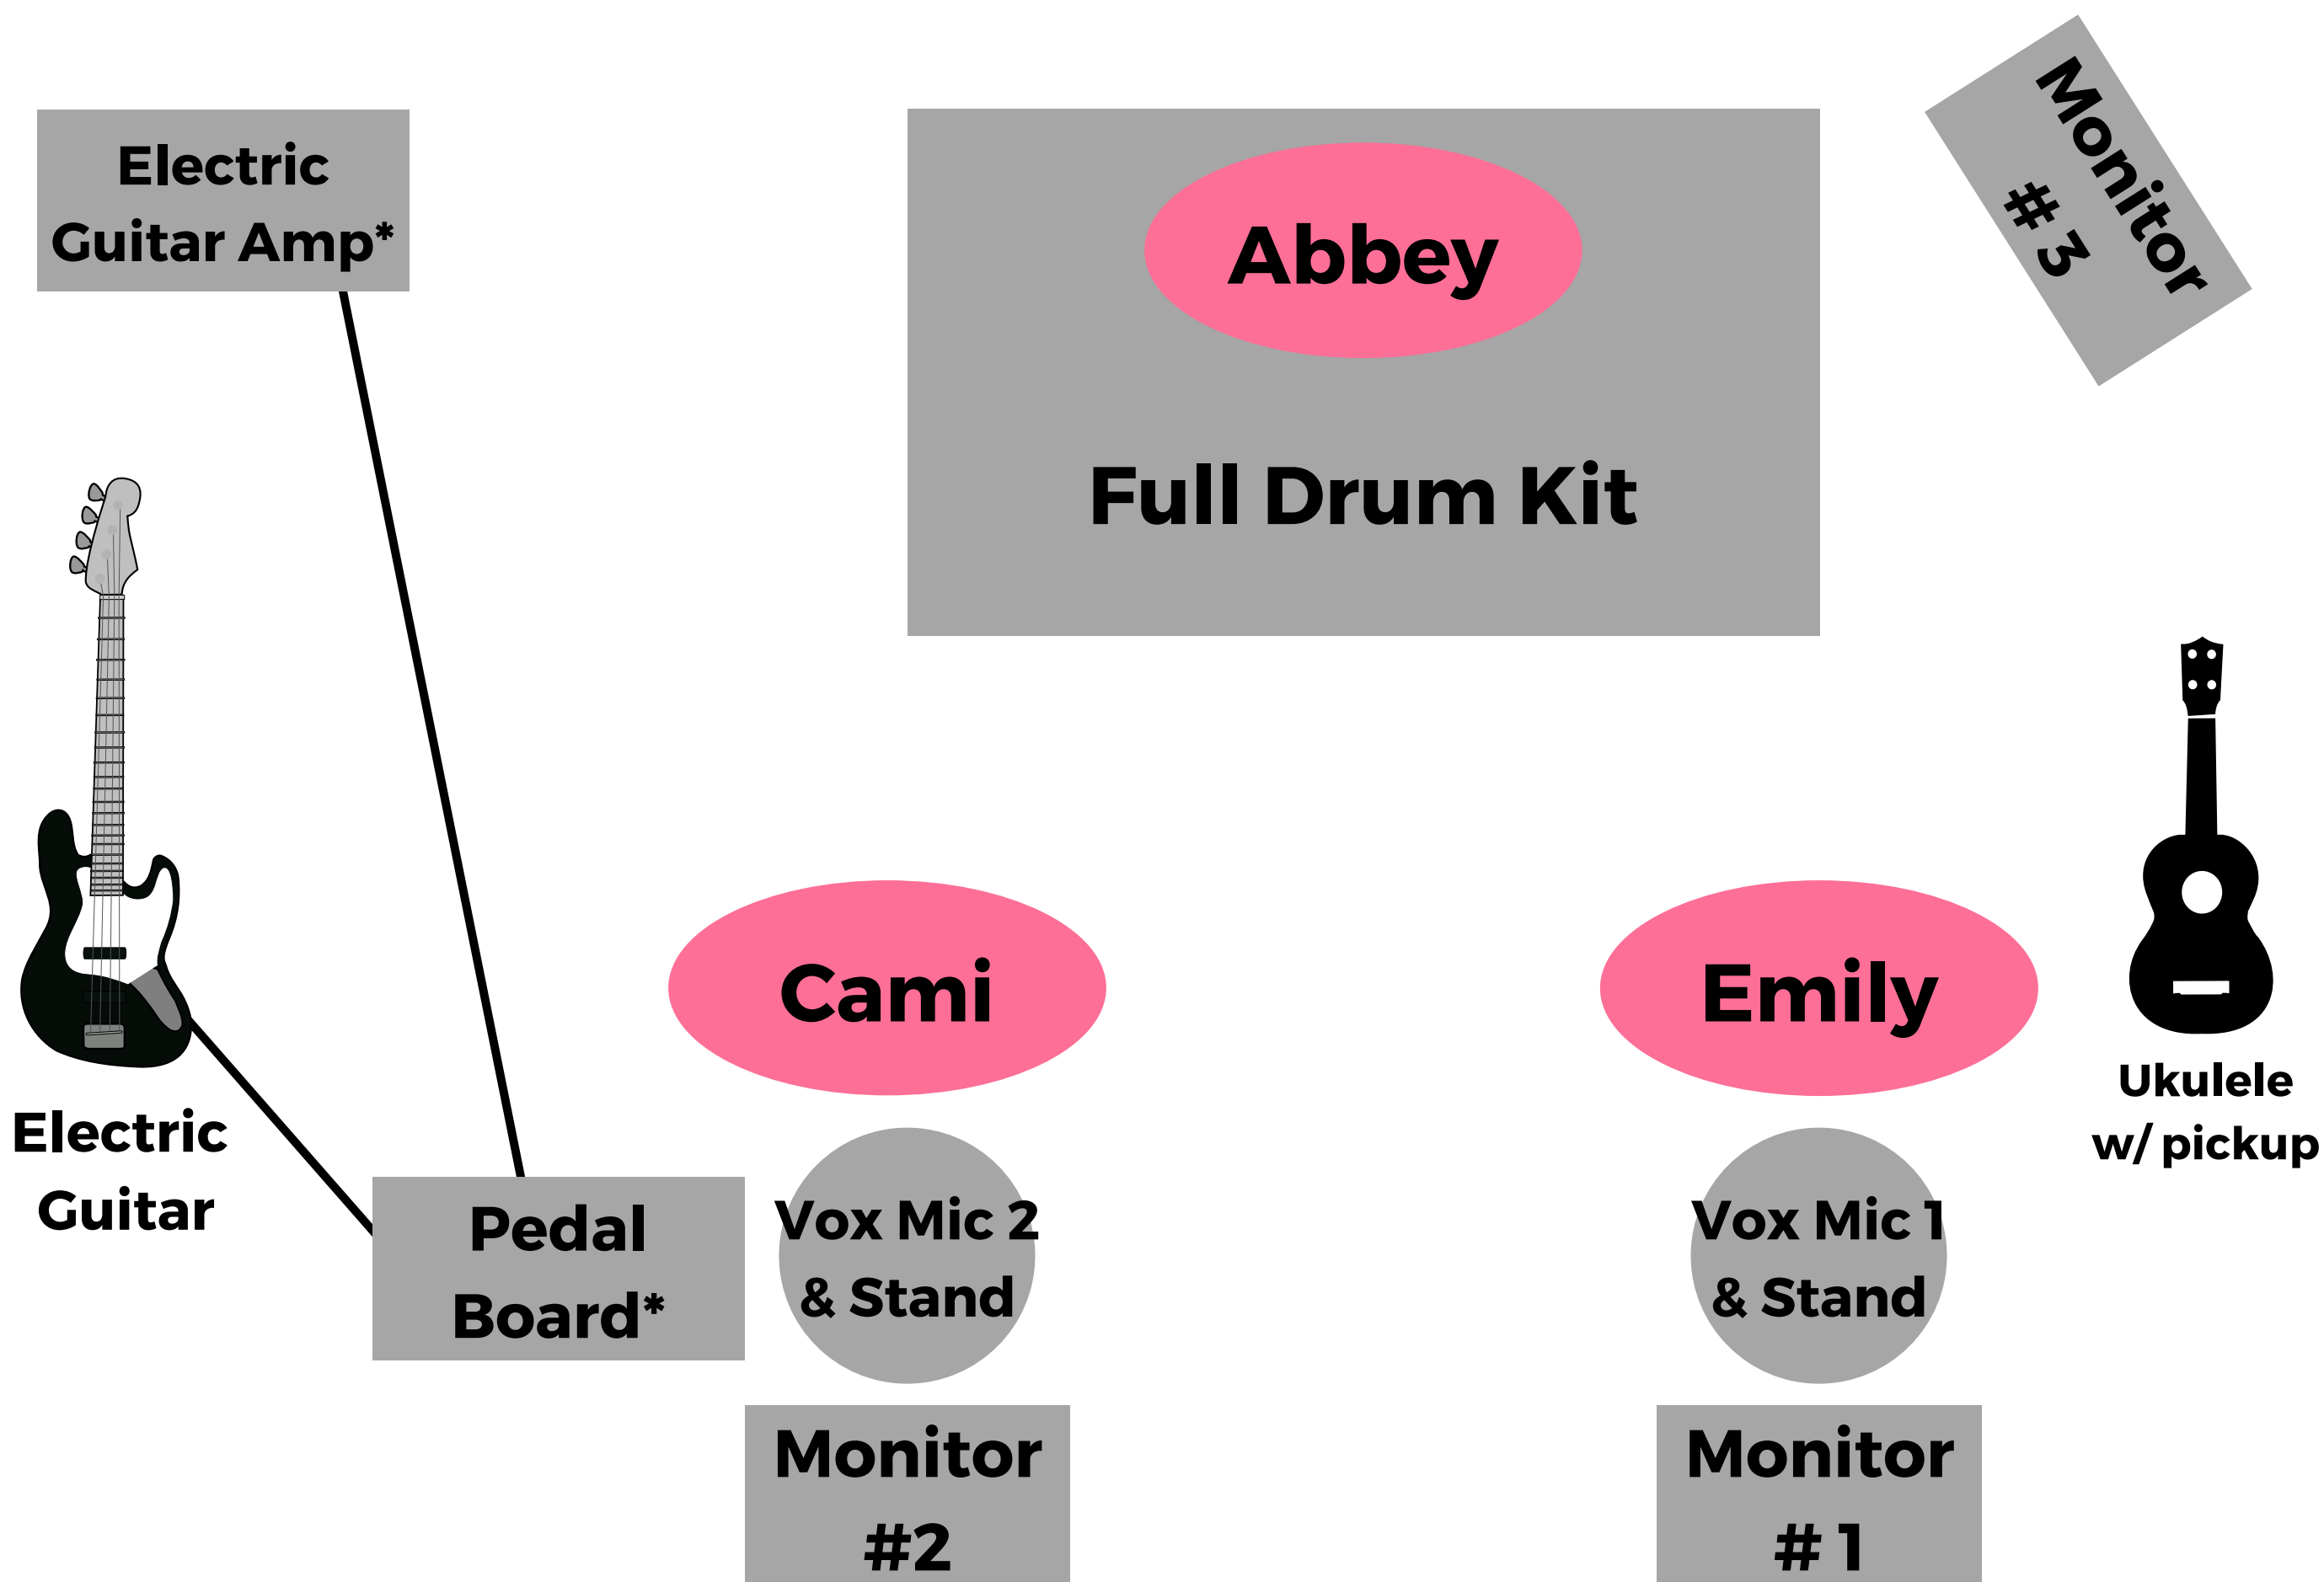 Electric
Guitar Amp*
Abbey
Full Drum Kit
Monitor
#3
Cami
Emily
Ukulele
w/ pickup
Electric
Guitar
Pedal
Board*
Vox Mic 2
& Stand
Vox Mic 1
& Stand
Monitor
#2
Monitor
#1